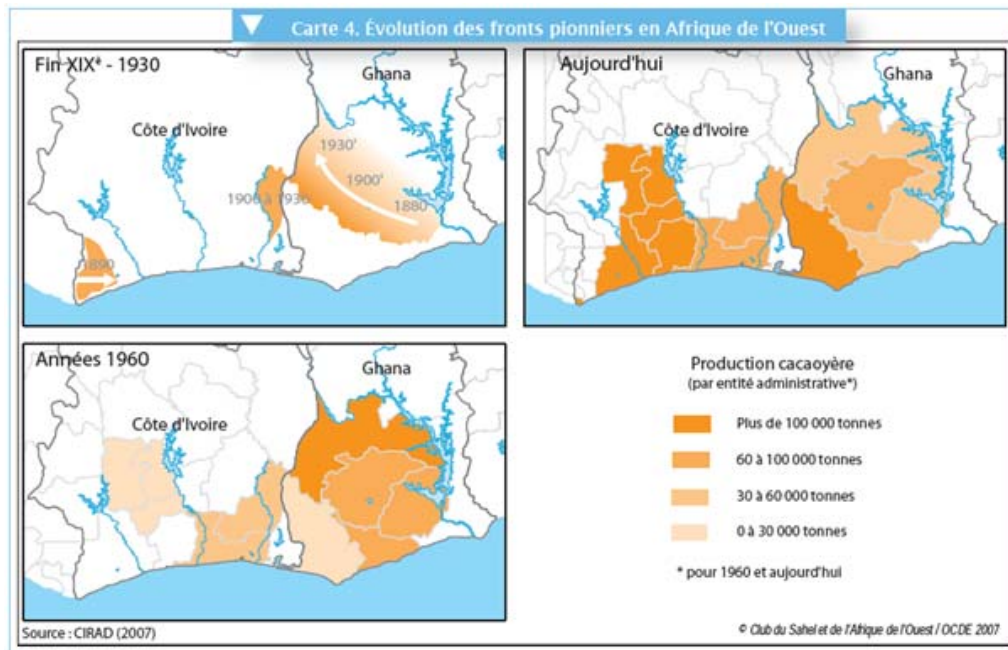 Carte 4. Évolution des fronts pionniers en Afrique de l'Ouest
Fin XIXe - 1930
Ghana
Côte d'Ivoire
1930'
1900'
1880
1900 à 1930
1890
Aujourd'hui
Ghana
Côte d'Ivoire
Années 1960
Ghana
Côte d'Ivoire
Production cacaoyère
(par entité administrative*)
Plus de 100 000 tonnes
60 à 100 000 tonnes
30 à 60 000 tonnes
0 à 30 000 tonnes
* pour 1960 et aujourd'hui
Source : CIRAD (2007)
© Club du Sahel et de l'Afrique de l'Ouest / OCDE 2007